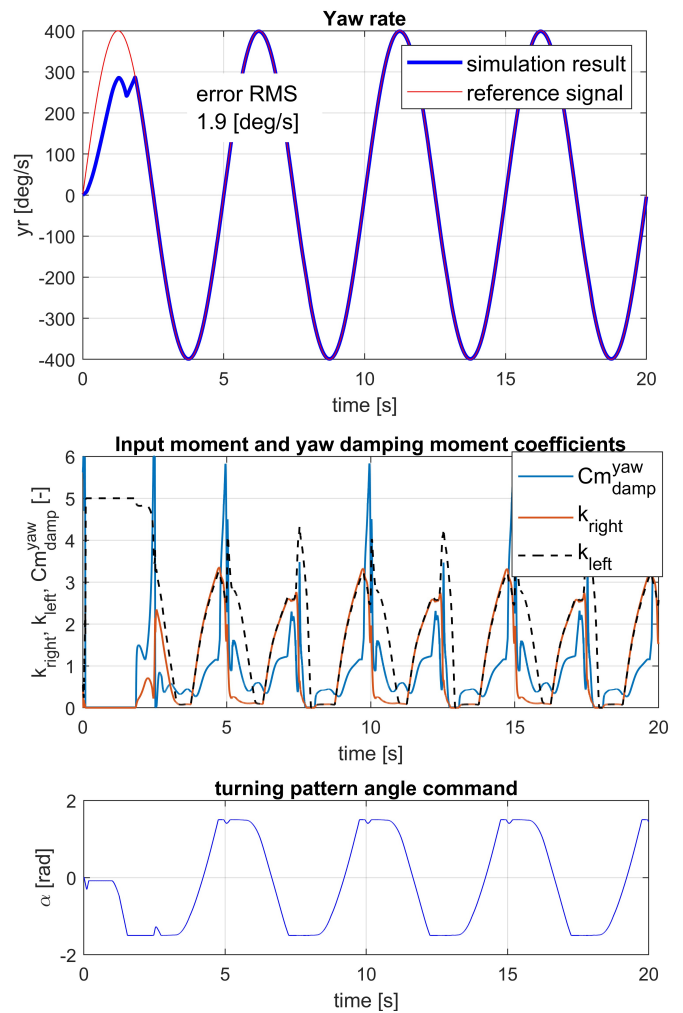 Yaw rate
400
300
200
100
0
-100
-200
-300
-400
yr [deg/s]
error RMS
1.9 [deg/s]
simulation result
reference signal
0 5 10 15 20
time [s]
Input moment and yaw damping moment coefficients
6
5
4
3
2
1
0
k_right, k_left, Cm^yaw_damp [-]
Cm^yaw_damp
k_right
k_left
0 5 10 15 20
time [s]
turning pattern angle command
2
0
-2
α [rad]
0 5 10 15 20
time [s]